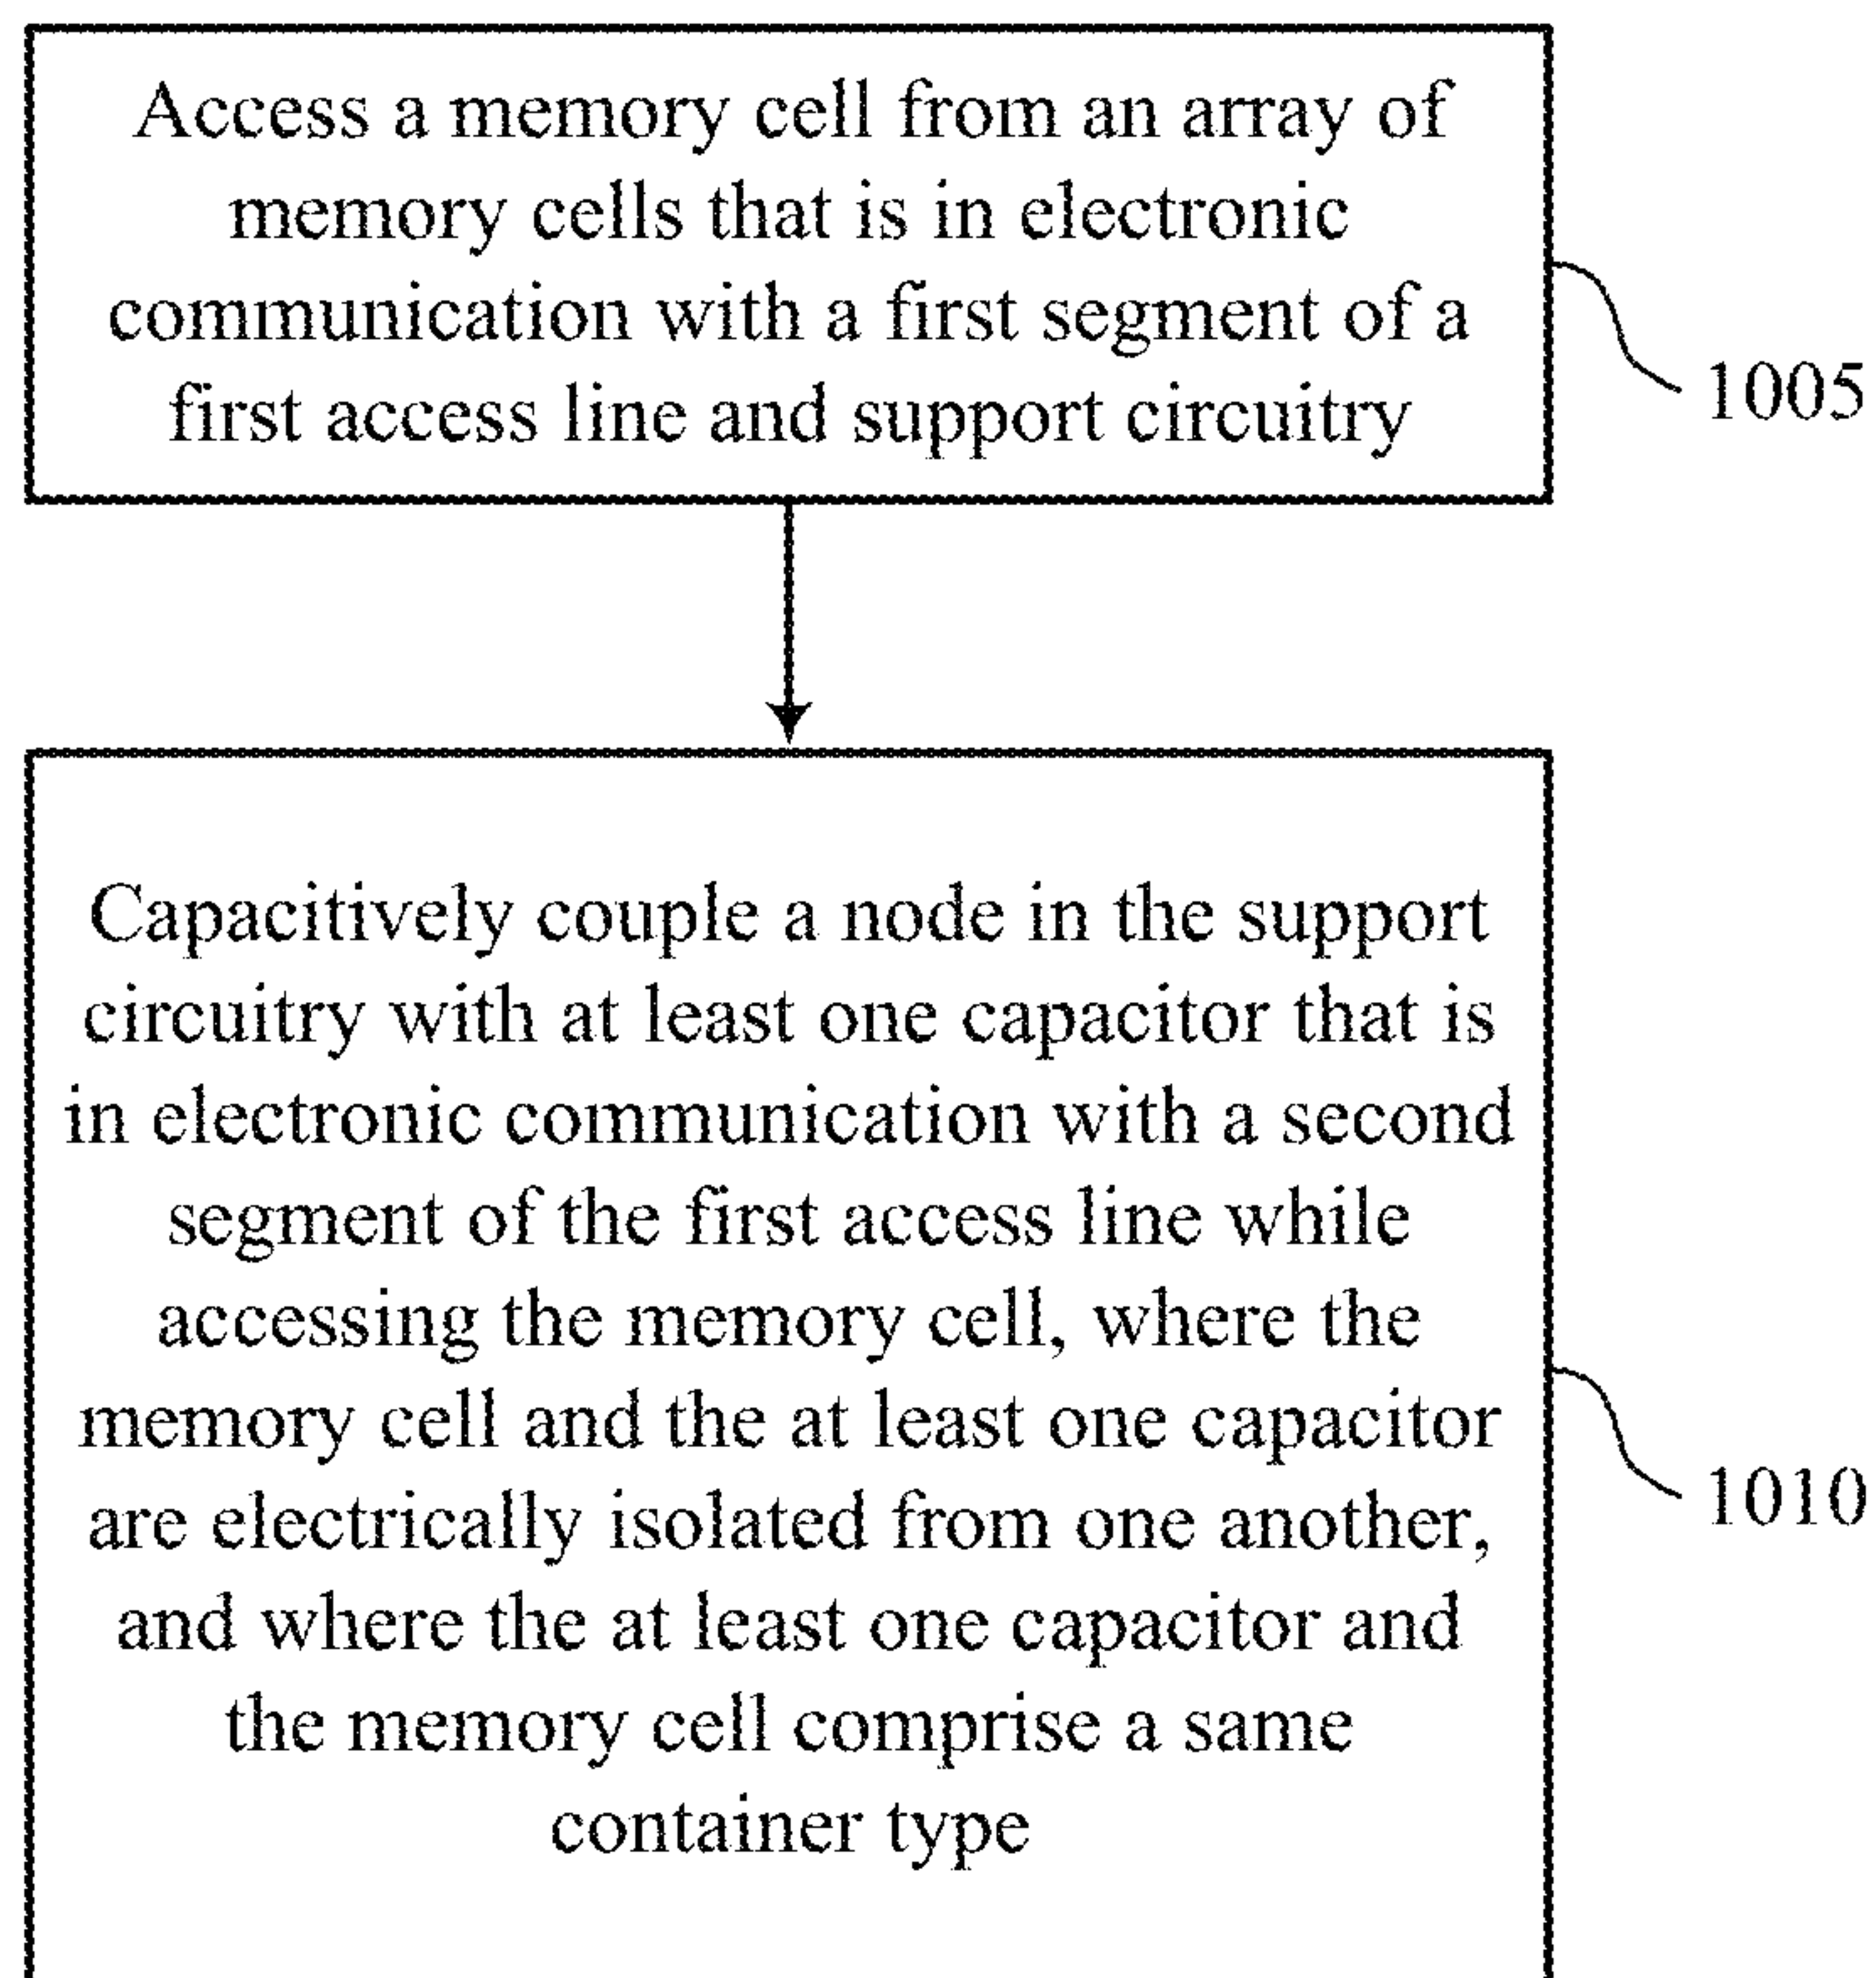 Access a memory cell from an array of
memory cells that is in electronic
communication with a first segment of a
first access line and support circuitry
1005
Capacitively couple a node in the support
circuitry with at least one capacitor that is
in electronic communication with a second
segment of the first access line while
accessing the memory cell, where the
memory cell and the at least one capacitor
are electrically isolated from one another,
and where the at least one capacitor and
the memory cell comprise a same
container type
1010